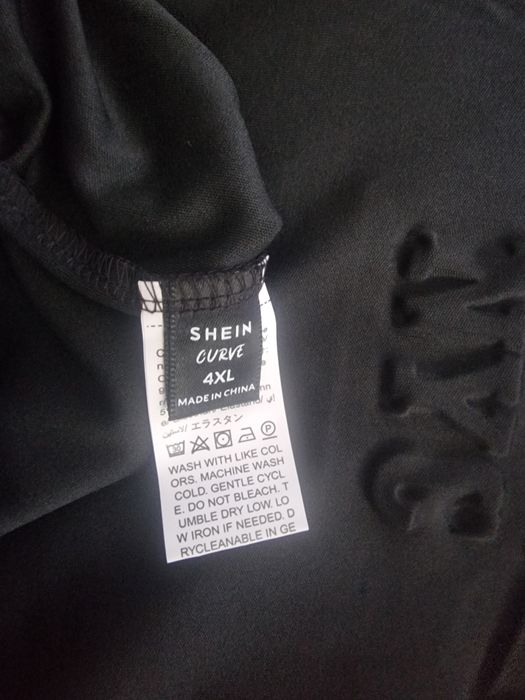 SHEIN
CURVE
4XL
MADE IN CHINA
エラスタン
WASH WITH LIKE COL
ORS. MACHINE WASH
COLD. GENTLE CYCL
E. DO NOT BLEACH. T
UMBLE DRY LOW. LO
W IRON IF NEEDED. D
RYCLEANABLE IN GE